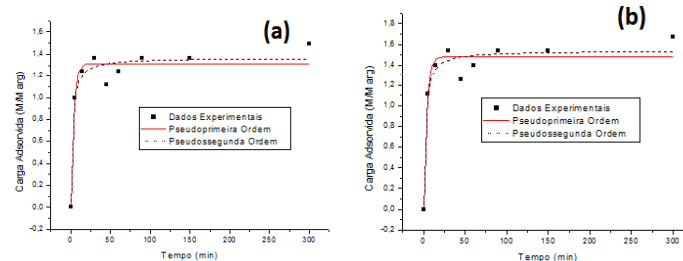 (a)
Carga Adsorvida (M/M arg)
1,6
1,4
1,2
1,0
0,8
0,6
0,4
0,2
0,0
-0,2
Dados Experimentais
Pseudoprimeira Ordem
Pseudossegunda Ordem
0 50 100 150 200 250 300
Tempo (min)
(b)
Carga Adsorvida (M/M arg)
1,8
1,6
1,4
1,2
1,0
0,8
0,6
0,4
0,2
0,0
-0,2
Dados Experimentais
Pseudoprimeira Ordem
Pseudossegunda Ordem
0 50 100 150 200 250 300
Tempo (min)